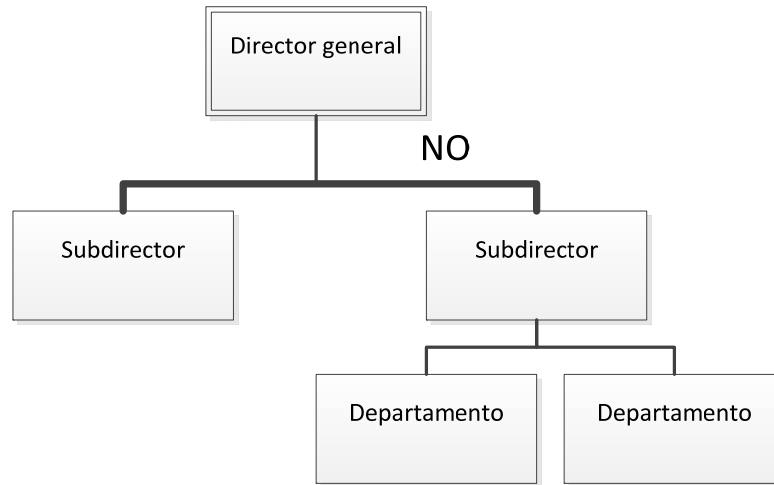 Director general
NO
Subdirector
Subdirector
Departamento
Departamento